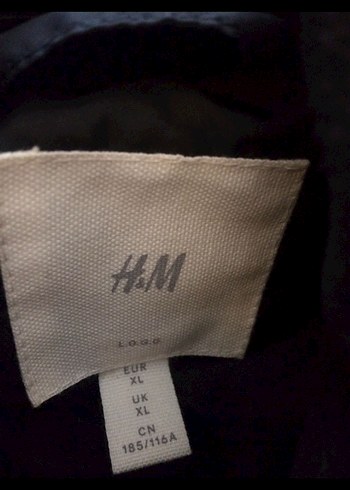 H&M
L.O.G.G.
EUR
XL
UK
XL
CN
185/116A